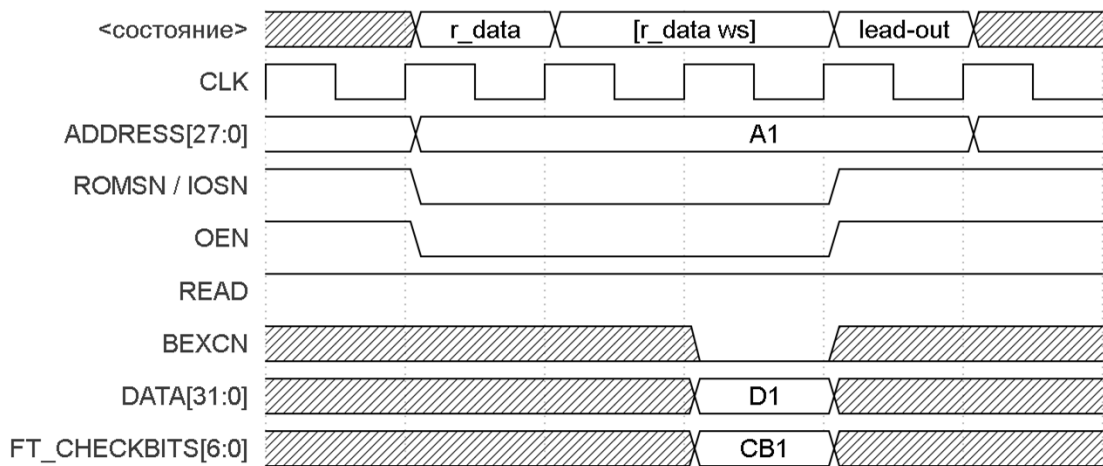 <состояние> r_data [r_data ws] lead-out
CLK
ADDRESS[27:0] A1
ROMSN / IOSN
OEN
READ
BEXCN
DATA[31:0] D1
FT_CHECKBITS[6:0] CB1